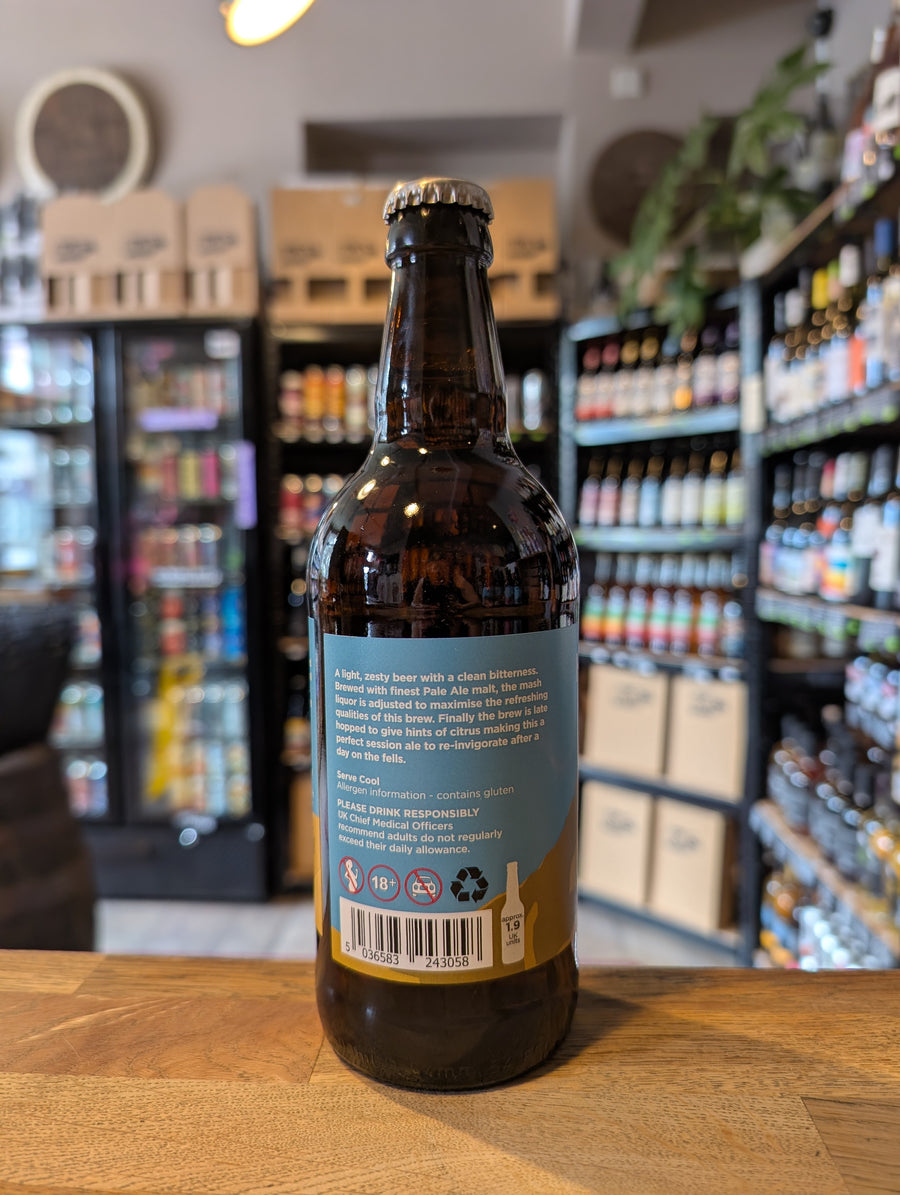 A light, zesty beer with a clean bitterness.
Brewed with finest Pale Ale malt, the mash
liquor is adjusted to maximise the refreshing
qualities of this brew. Finally the brew is late
hopped to give hints of citrus making this a
perfect session ale to re-invigorate after a
day on the fells.
Serve Cool
Allergen information - contains gluten
PLEASE DRINK RESPONSIBLY
UK Chief Medical Officers
recommend adults do not regularly
exceed their daily allowance.
18+
approx.
1.9
UK
units
5 036583 243058